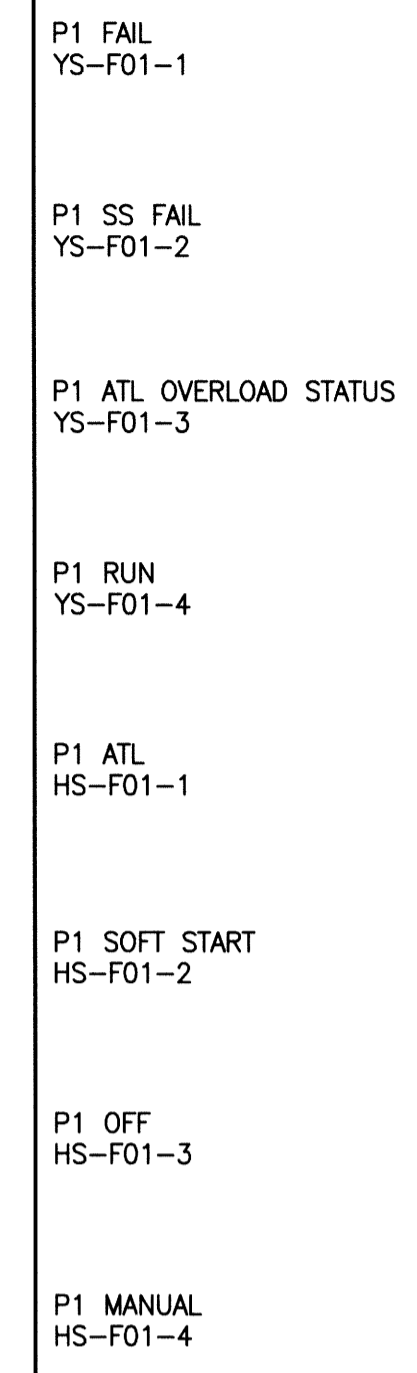 P1 FAIL
YS-F01-1
P1 SS FAIL
YS-F01-2
P1 ATL OVERLOAD STATUS
YS-F01-3
P1 RUN
YS-F01-4
P1 ATL
HS-F01-1
P1 SOFT START
HS-F01-2
P1 OFF
HS-F01-3
P1 MANUAL
HS-F01-4